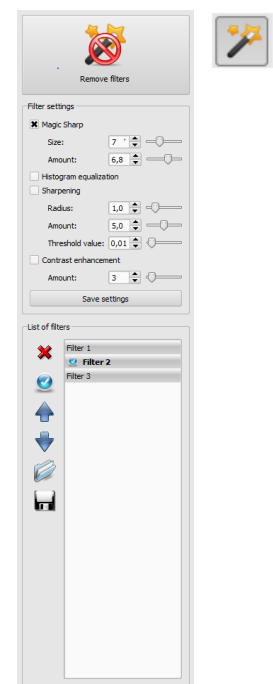 Remove filters
Filter settings
Magic Sharp
Size: 7
Amount: 6,8
Histogram equalization
Sharpening
Radius: 1,0
Amount: 5,0
Threshold value: 0,01
Contrast enhancement
Amount: 3
Save settings
List of filters
Filter 1
Filter 2
Filter 3